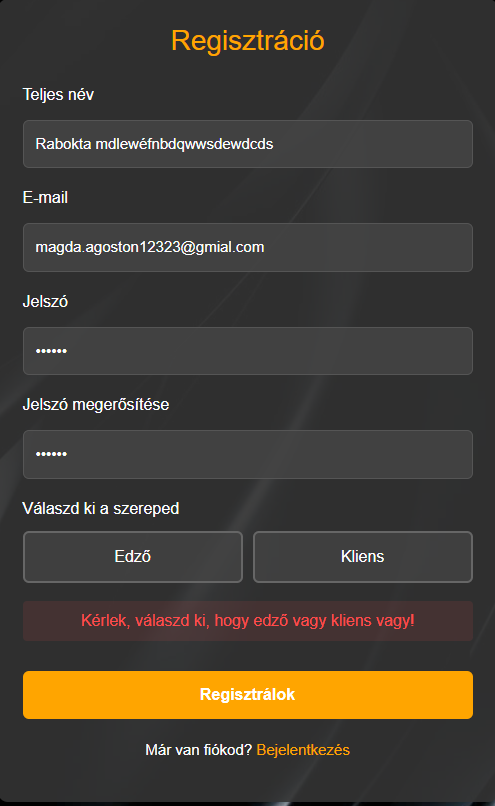 Regisztráció
Teljes név
Rabokta mdlewéfnbdqwwsdewdcds
E-mail
magda.agoston12323@gmial.com
Jelszó
••••••
Jelszó megerősítése
••••••
Válaszd ki a szereped
Edző Kliens
Kérlek, válaszd ki, hogy edző vagy kliens vagy!
Regisztrálok
Már van fiókod? Bejelentkezés